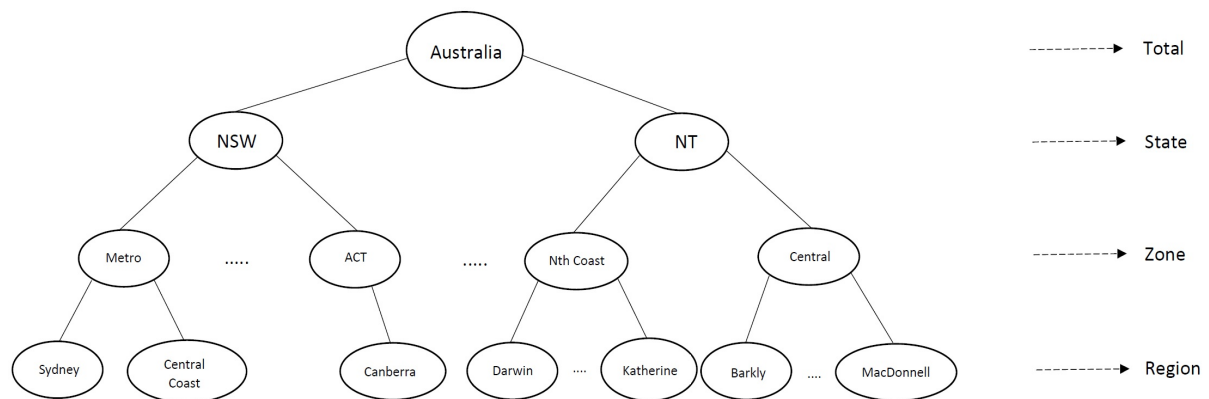 Australia
Total
NSW
NT
State
Metro
.....
ACT
.....
Nth Coast
Central
Zone
Sydney
Central
Coast
Canberra
Darwin
....
Katherine
Barkly
....
MacDonnell
Region